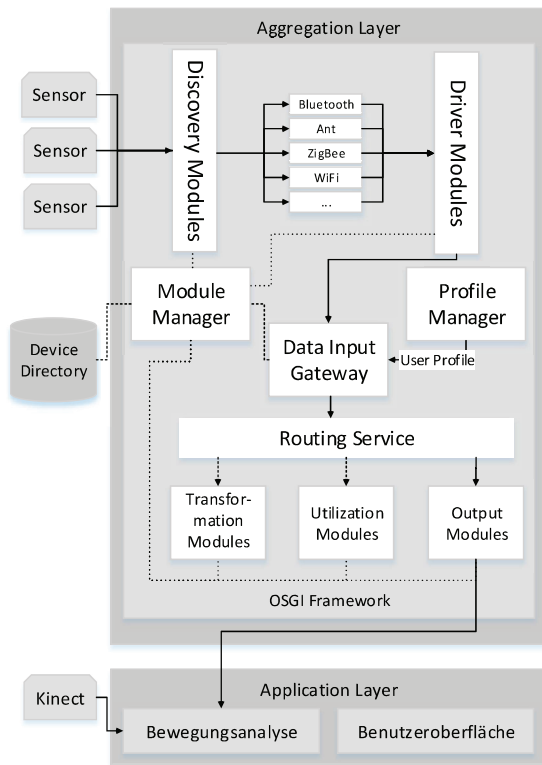 Aggregation Layer
Sensor
Sensor
Sensor
Discovery Modules
Bluetooth
Ant
ZigBee
WiFi
...
Driver Modules
Module
Manager
Profile
Manager
Device
Directory
Data Input
Gateway
User Profile
Routing Service
Transfor-
mation
Modules
Utilization
Modules
Output
Modules
OSGI Framework
Application Layer
Kinect
Bewegungsanalyse
Benutzeroberfläche